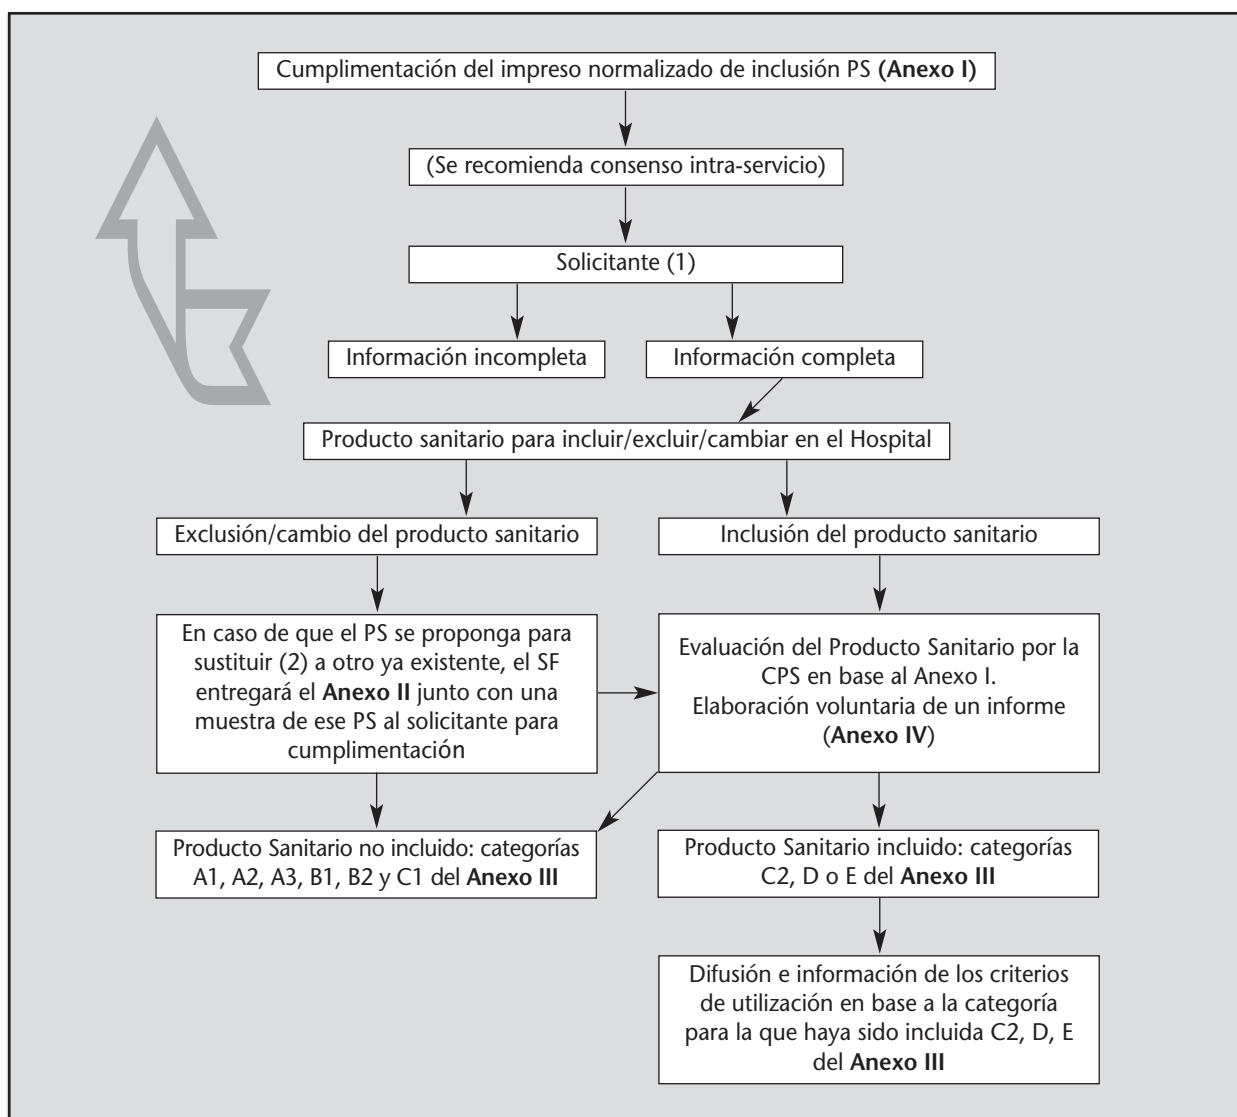 Cumplimentación del impreso normalizado de inclusión PS (Anexo I)
(Se recomienda consenso intra-servicio)
Solicitante (1)
Información incompleta
Información completa
Producto sanitario para incluir/excluir/cambiar en el Hospital
Exclusión/cambio del producto sanitario
Inclusión del producto sanitario
En caso de que el PS se proponga para
sustituir (2) a otro ya existente, el SF
entregará el Anexo II junto con una
muestra de ese PS al solicitante para
cumplimentación
Evaluación del Producto Sanitario por la
CPS en base al Anexo I.
Elaboración voluntaria de un informe
(Anexo IV)
Producto Sanitario no incluido: categorías
A1, A2, A3, B1, B2 y C1 del Anexo III
Producto Sanitario incluido: categorías
C2, D o E del Anexo III
Difusión e información de los criterios
de utilización en base a la categoría
para la que haya sido incluida C2, D, E
del Anexo III